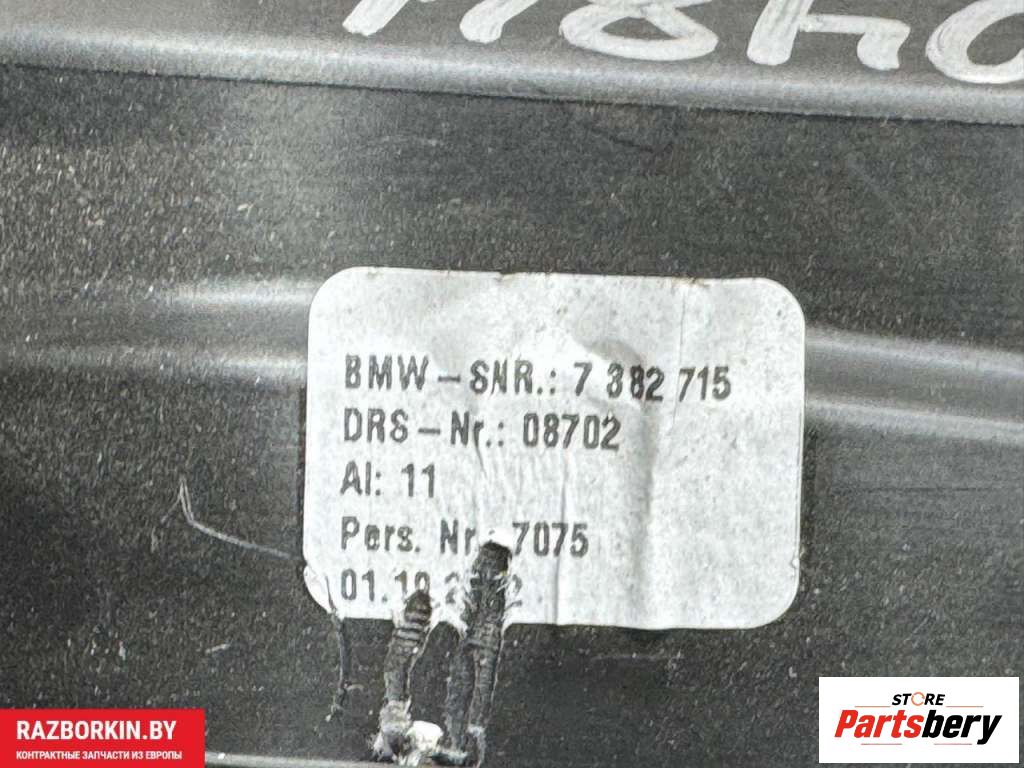 BMW – SNR.: 7 382 715
DRS – Nr.: 08702
AI: 11
Pers. Nr.: 7075
RAZBORKIN.BY
КОНТРАКТНЫЕ ЗАПЧАСТИ ИЗ ЕВРОПЫ
STORE
Partsbery